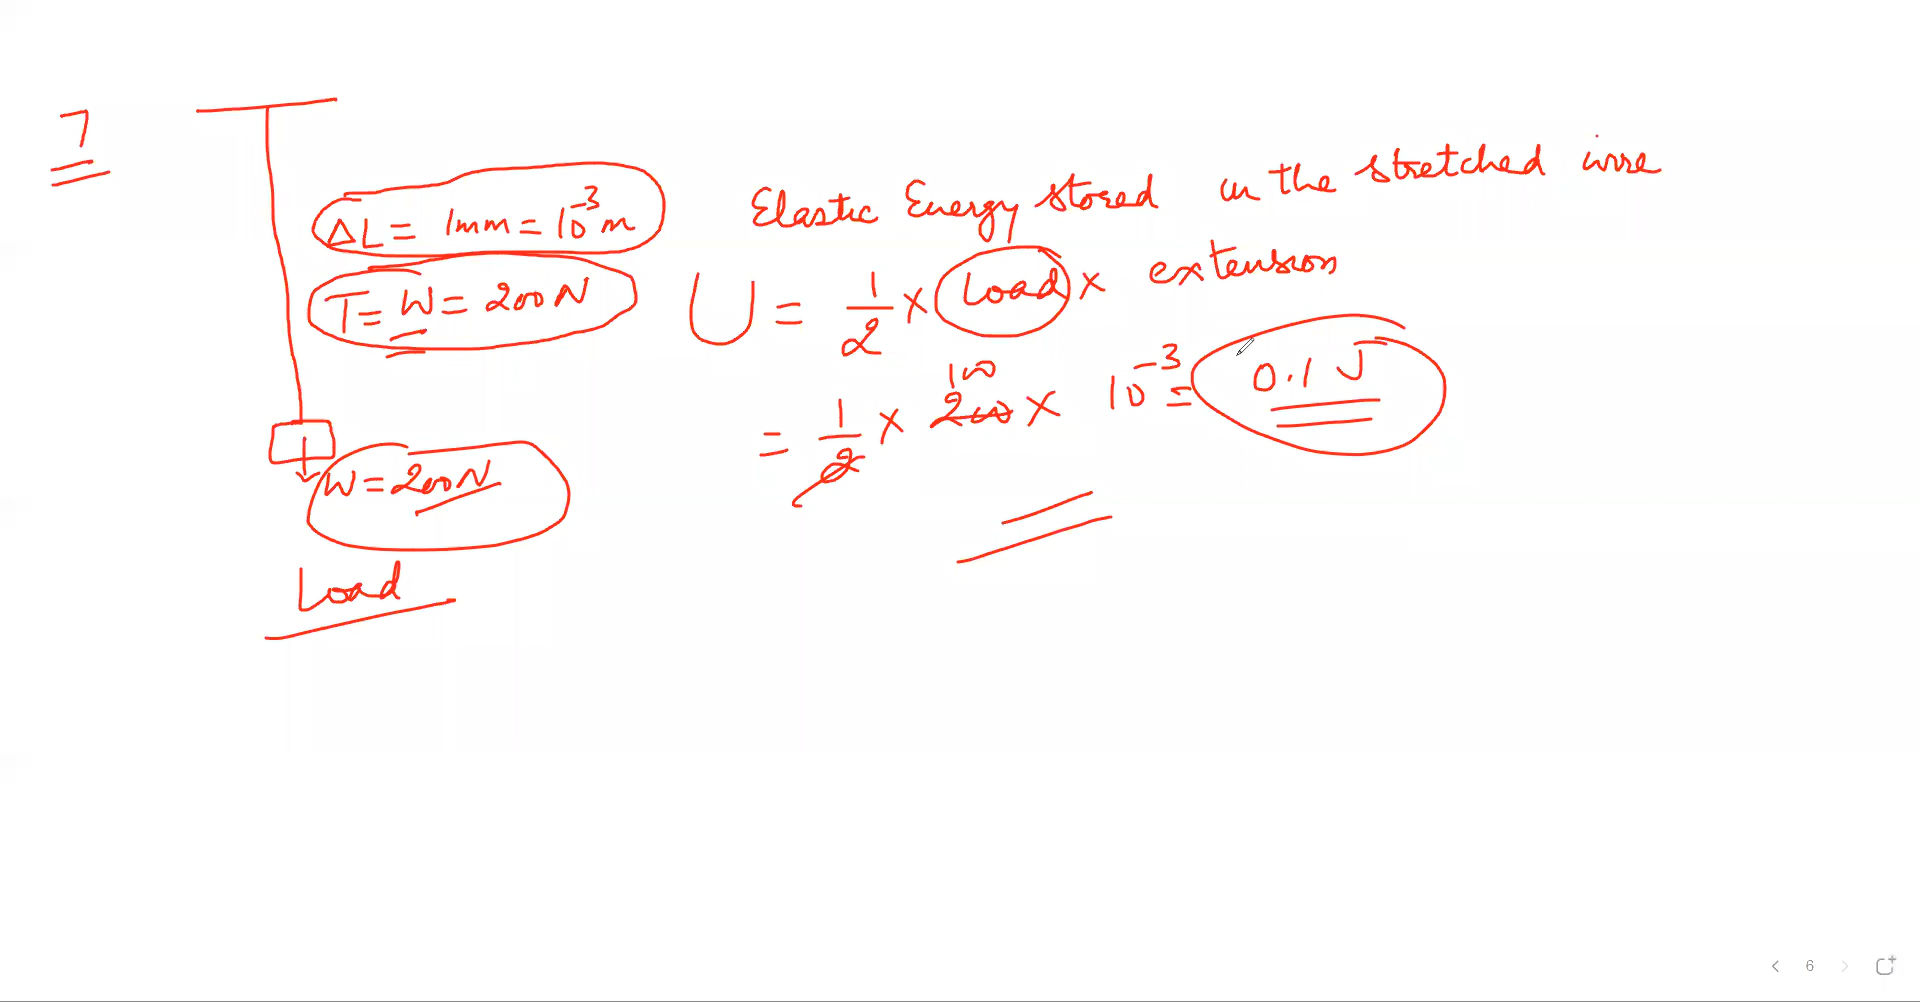 7
ΔL = 1mm = 10⁻³ m
T = W = 200 N
W = 200 N
Load
Elastic Energy stored in the stretched wire
U = 1/2 × Load × extension
100
= 1/2 × 200 × 10⁻³ = 0.1 J
6